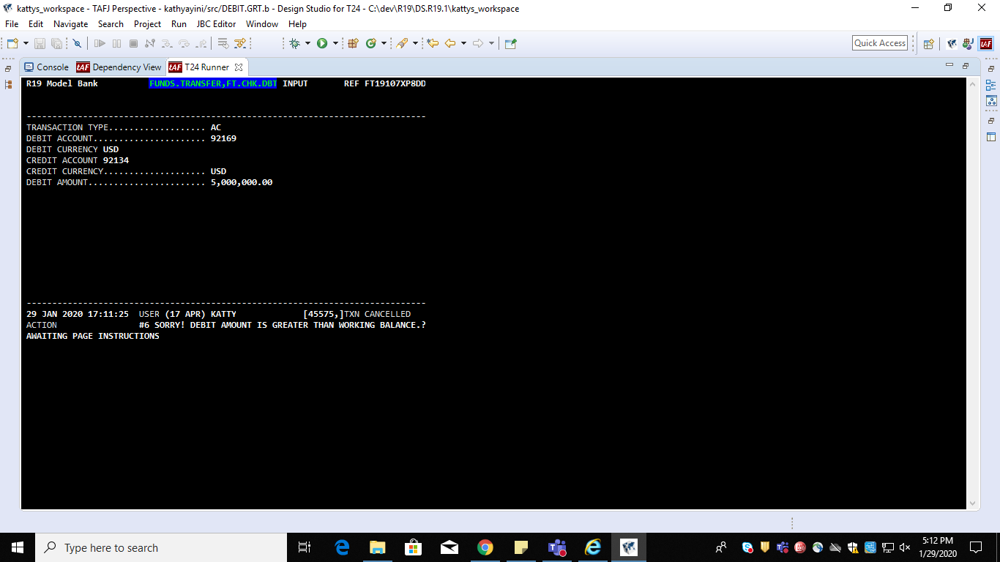 kattys_workspace - TAFJ Perspective - kathyayini/src/DEBIT.GRT.b - Design Studio for T24 - C:\dev\R19\DS.R19.1\kattys_workspace
File Edit Navigate Search Project Run JBC Editor Window Help
Quick Access
TAF
Console TAF Dependency View TAF T24 Runner
R19 Model Bank FUNDS.TRANSFER,FT.CHK.DBT INPUT REF FT19107XP8DD
------------------------------------------------------------------------------
TRANSACTION TYPE................... AC
DEBIT ACCOUNT...................... 92169
DEBIT CURRENCY USD
CREDIT ACCOUNT 92134
CREDIT CURRENCY.................... USD
DEBIT AMOUNT....................... 5,000,000.00
------------------------------------------------------------------------------
29 JAN 2020 17:11:25 USER (17 APR) KATTY [45575,]TXN CANCELLED
ACTION #6 SORRY! DEBIT AMOUNT IS GREATER THAN WORKING BALANCE.?
AWAITING PAGE INSTRUCTIONS
Type here to search
5:12 PM
1/29/2020